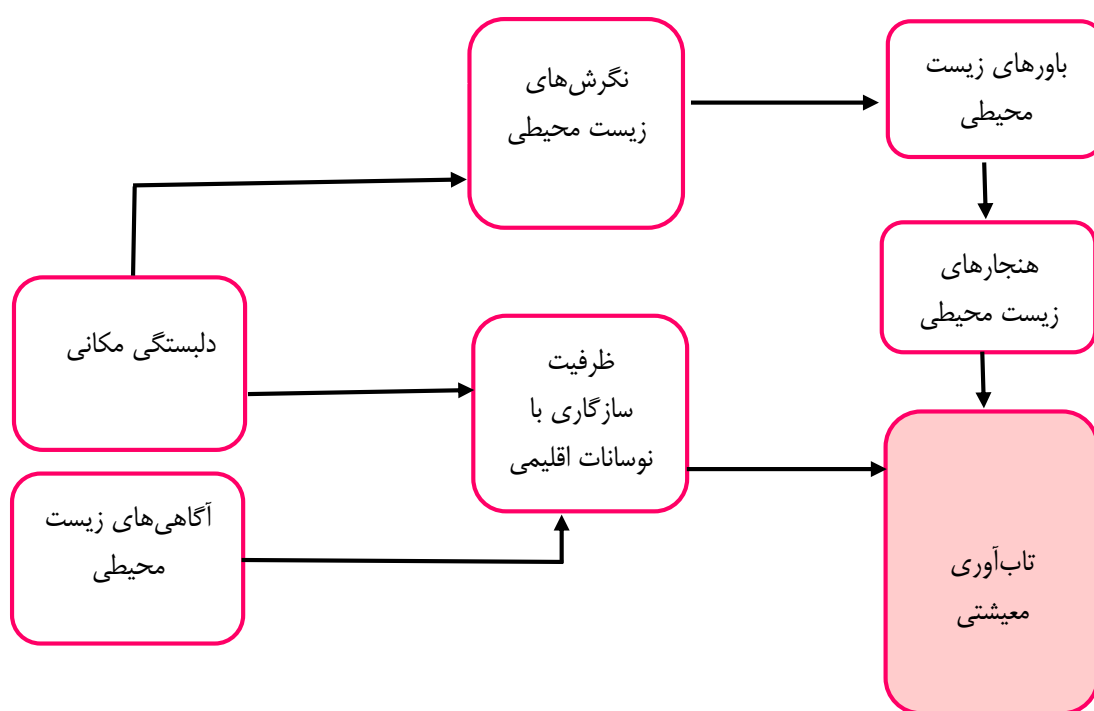 باورهای زیست
محیطی
نگرش‌های
زیست محیطی
هنجارهای
زیست محیطی
دلبستگی مکانی
ظرفیت
سازگاری با
نوسانات اقلیمی
آگاهی‌های زیست
محیطی
تاب‌آوری
معیشتی